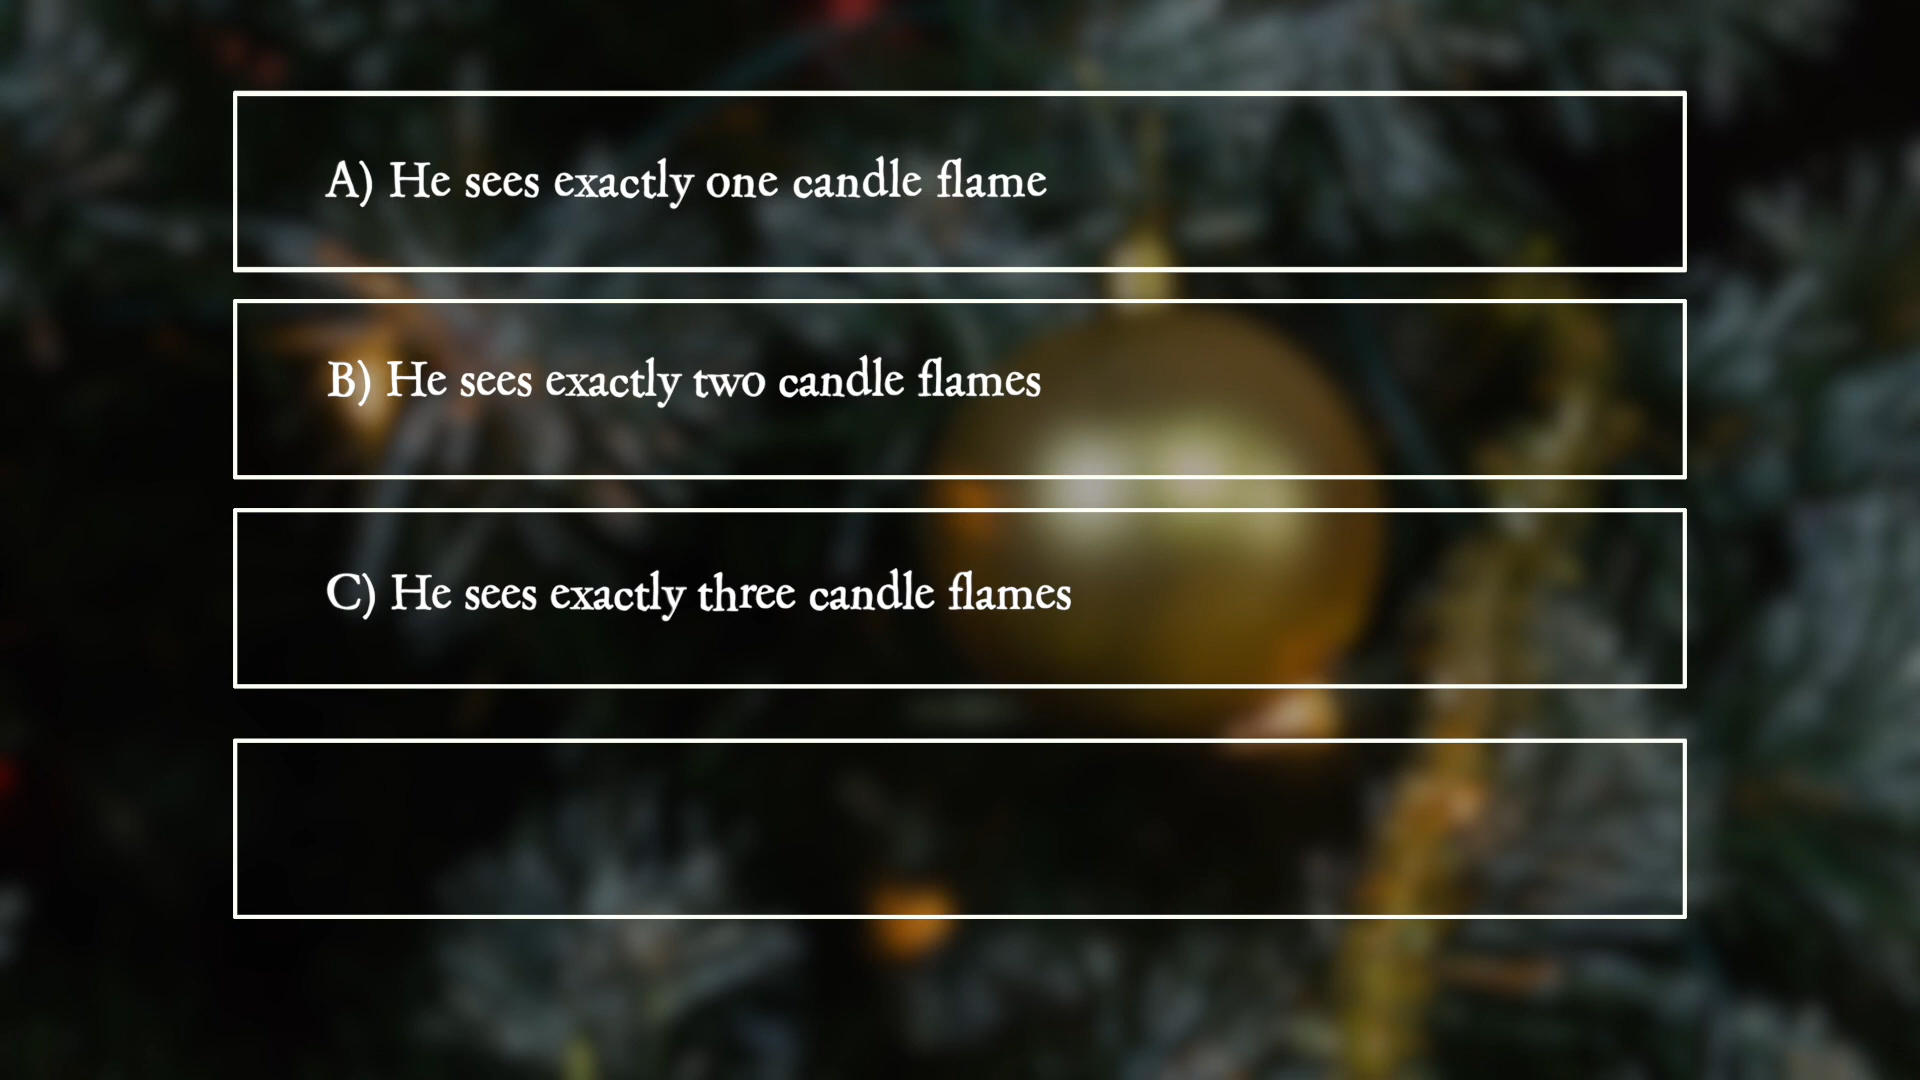 A) He sees exactly one candle flame
B) He sees exactly two candle flames
C) He sees exactly three candle flames